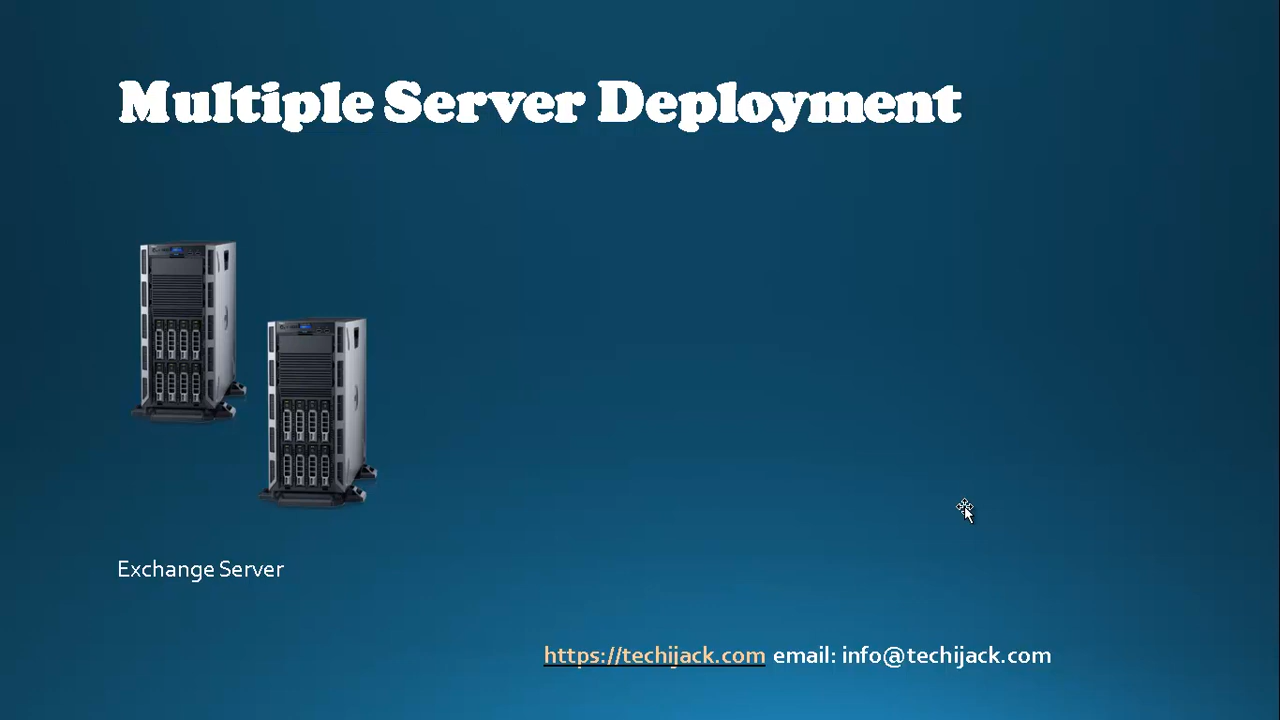 Multiple Server Deployment
Exchange Server
https://techijack.com email: info@techijack.com